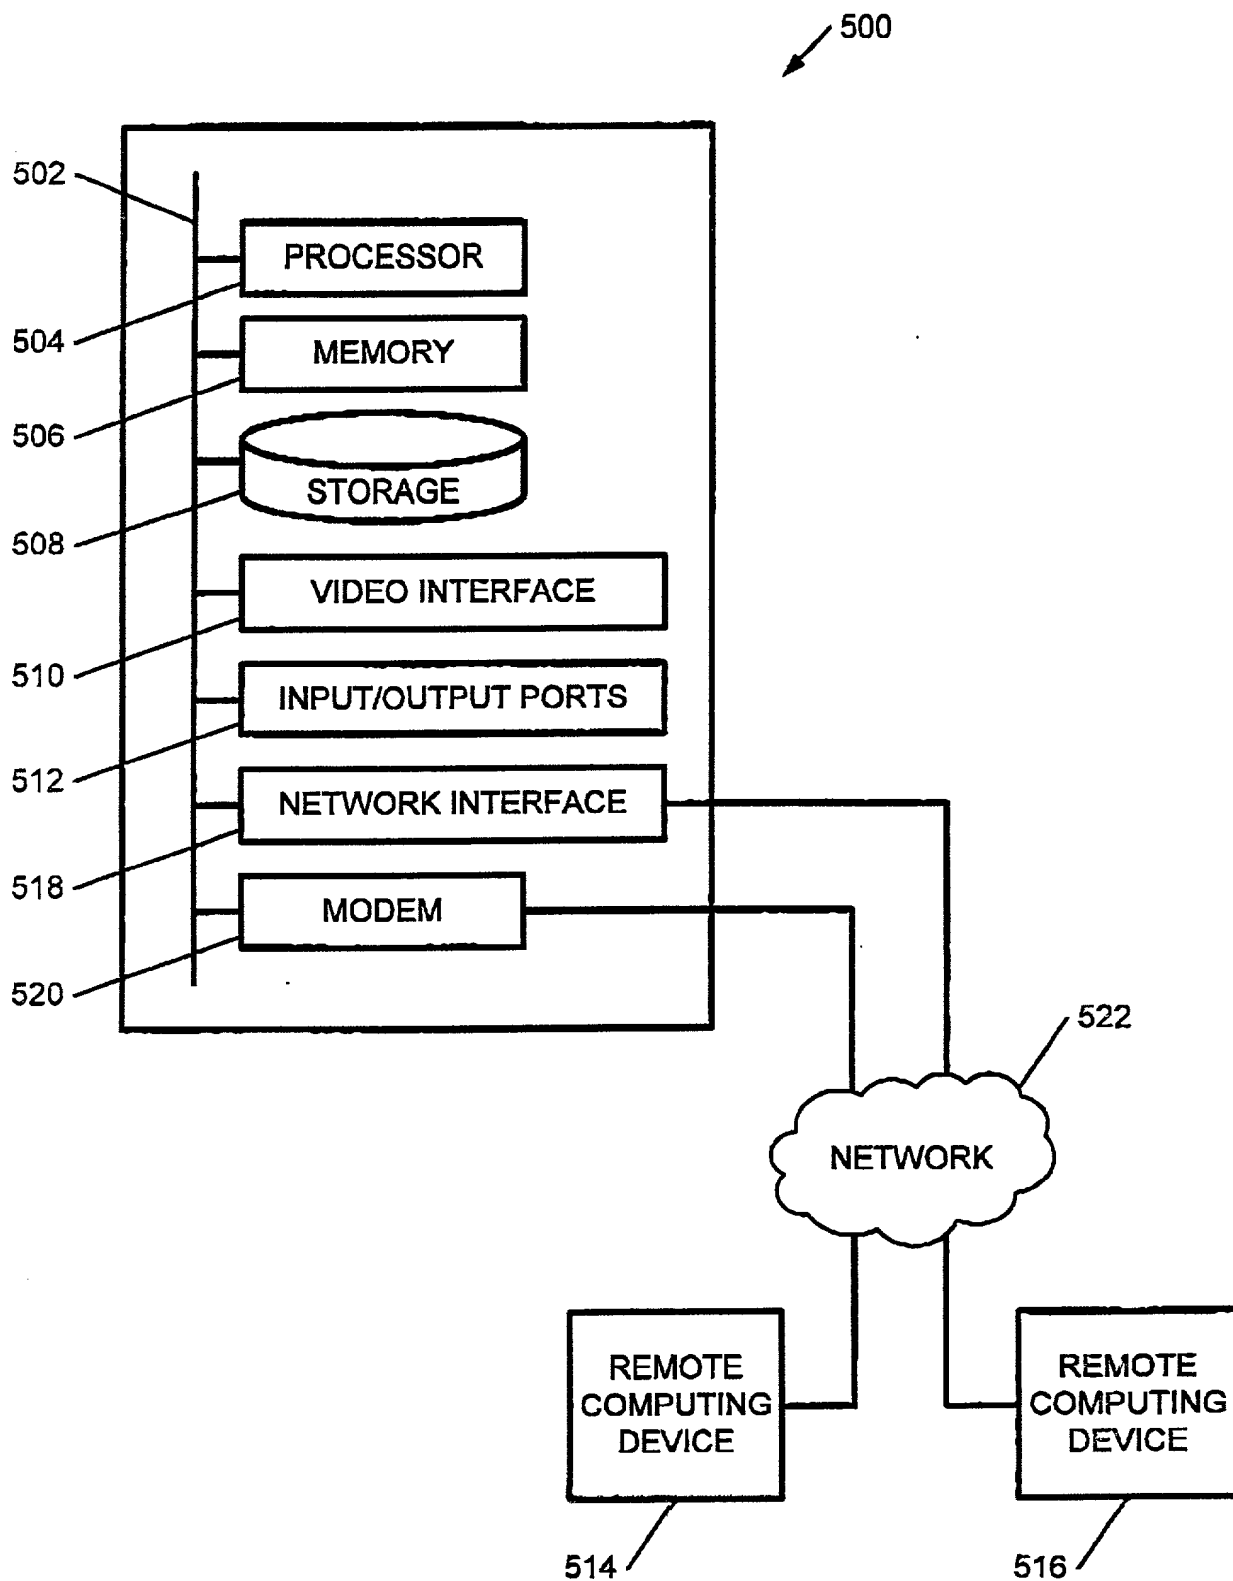 500
502
PROCESSOR
504
MEMORY
506
STORAGE
508
VIDEO INTERFACE
510
INPUT/OUTPUT PORTS
512
NETWORK INTERFACE
518
MODEM
520
522
NETWORK
REMOTE
COMPUTING
DEVICE
514
REMOTE
COMPUTING
DEVICE
516